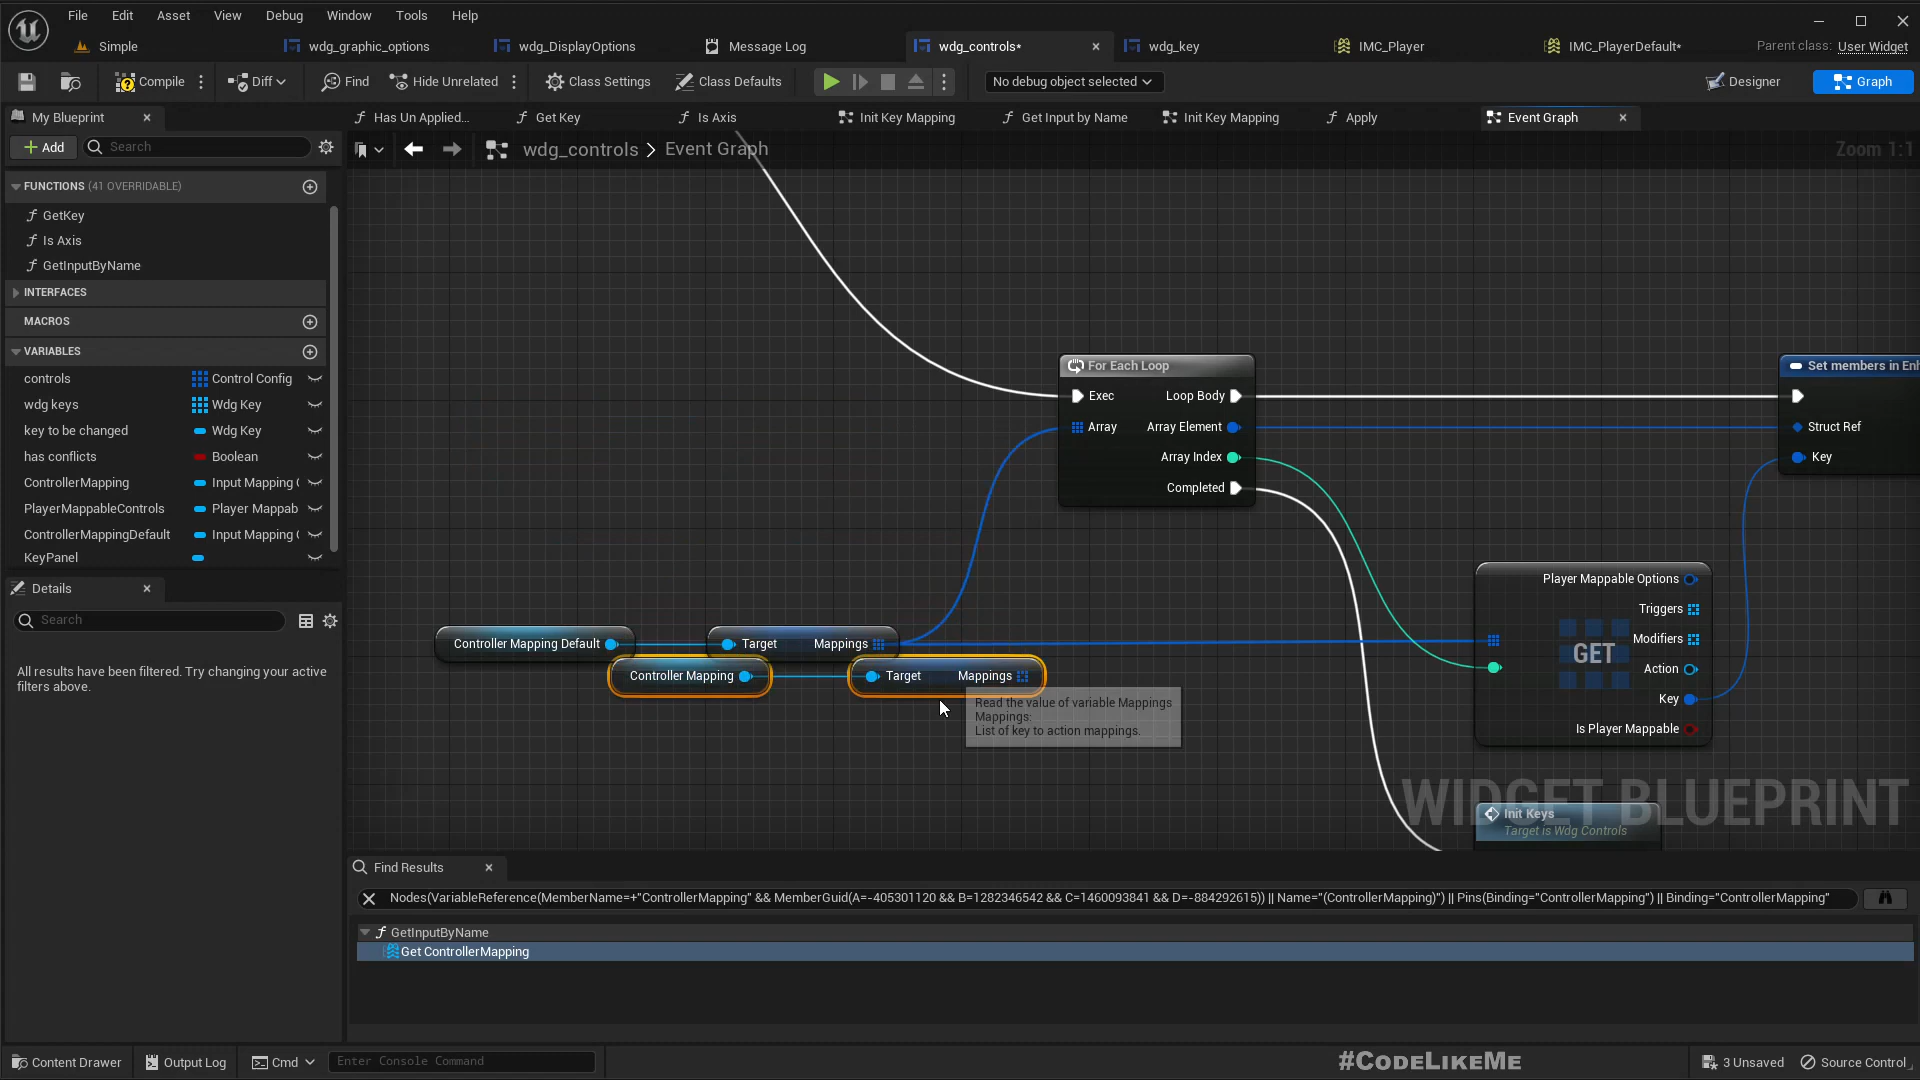 File Edit Asset View Debug Window Tools Help
Simple wdg_graphic_options wdg_DisplayOptions Message Log wdg_controls* wdg_key IMC_Player IMC_PlayerDefault* Parent class: User Widget
Compile Diff Find Hide Unrelated Class Settings Class Defaults No debug object selected Designer Graph
My Blueprint
Has Un Applied... Get Key Is Axis Init Key Mapping Get Input by Name Init Key Mapping Apply Event Graph
Add Search
wdg_controls > Event Graph
Zoom 1:1
FUNCTIONS (41 OVERRIDABLE)
GetKey
Is Axis
GetInputByName
INTERFACES
MACROS
VARIABLES
controls Control Config
wdg keys Wdg Key
key to be changed Wdg Key
has conflicts Boolean
ControllerMapping Input Mapping (
PlayerMappableControls Player Mappab
ControllerMappingDefault Input Mapping (
KeyPanel
Details
Search
All results have been filtered. Try changing your active
filters above.
For Each Loop
Exec Loop Body
Array Array Element
Array Index
Completed
Set members in Enh
Struct Ref
Key
Controller Mapping Default
Target Mappings
Controller Mapping
Target Mappings
Read the value of variable Mappings
Mappings:
List of key to action mappings.
Player Mappable Options
Triggers
Modifiers
GET
Action
Key
Is Player Mappable
WIDGET BLUEPRINT
Init Keys
Target is Wdg Controls
Find Results
Nodes(VariableReference(MemberName=+"ControllerMapping" && MemberGuid(A=-405301120 && B=1282346542 && C=1460093841 && D=-884292615)) || Name="(ControllerMapping)") || Pins(Binding="ControllerMapping") || Binding="ControllerMapping"
GetInputByName
Get ControllerMapping
Content Drawer Output Log Cmd Enter Console Command #CODELIKEME 3 Unsaved Source Control